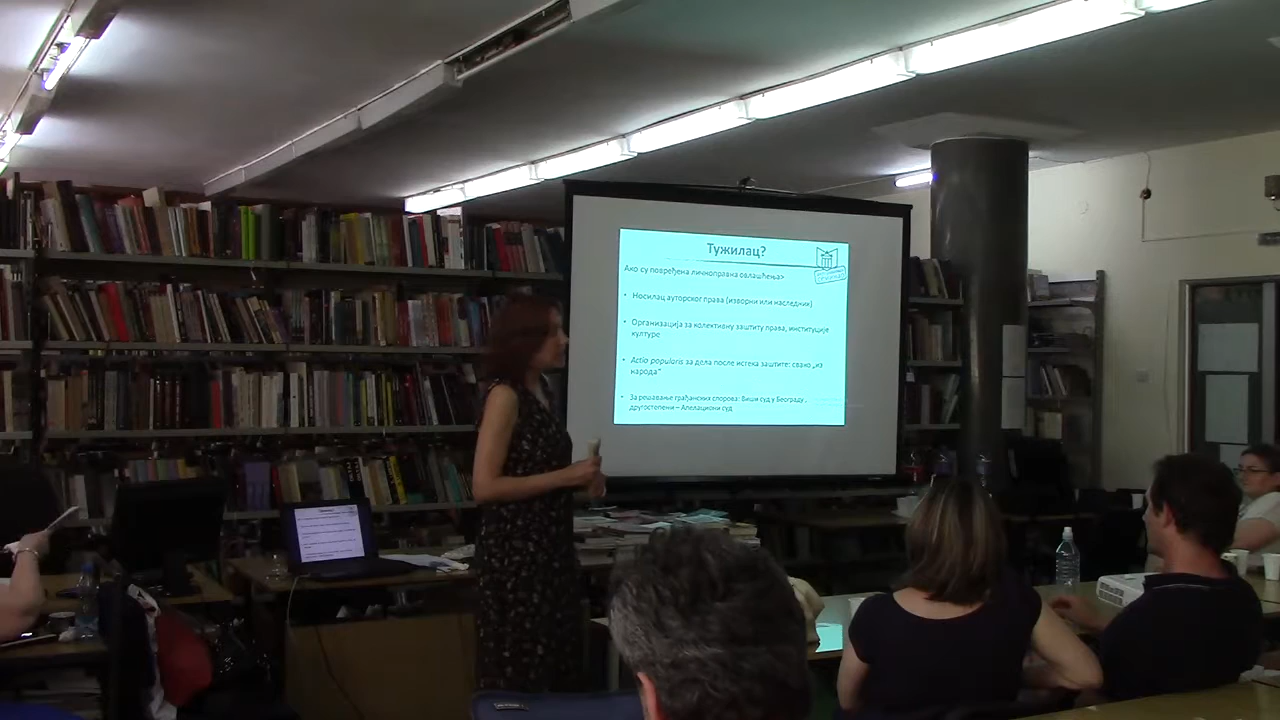 Тужилац?
Ако су повређена личноправна овлашћења>
• Носилац ауторског права (изворни или наследник)
• Организација за колективну заштиту права, институције
културе
• Actio popularis за дела после истека заштите: свако „из
народа“
• За решавање грађанских спорова: Виши суд у Београду,
другостепени – Апелациони суд